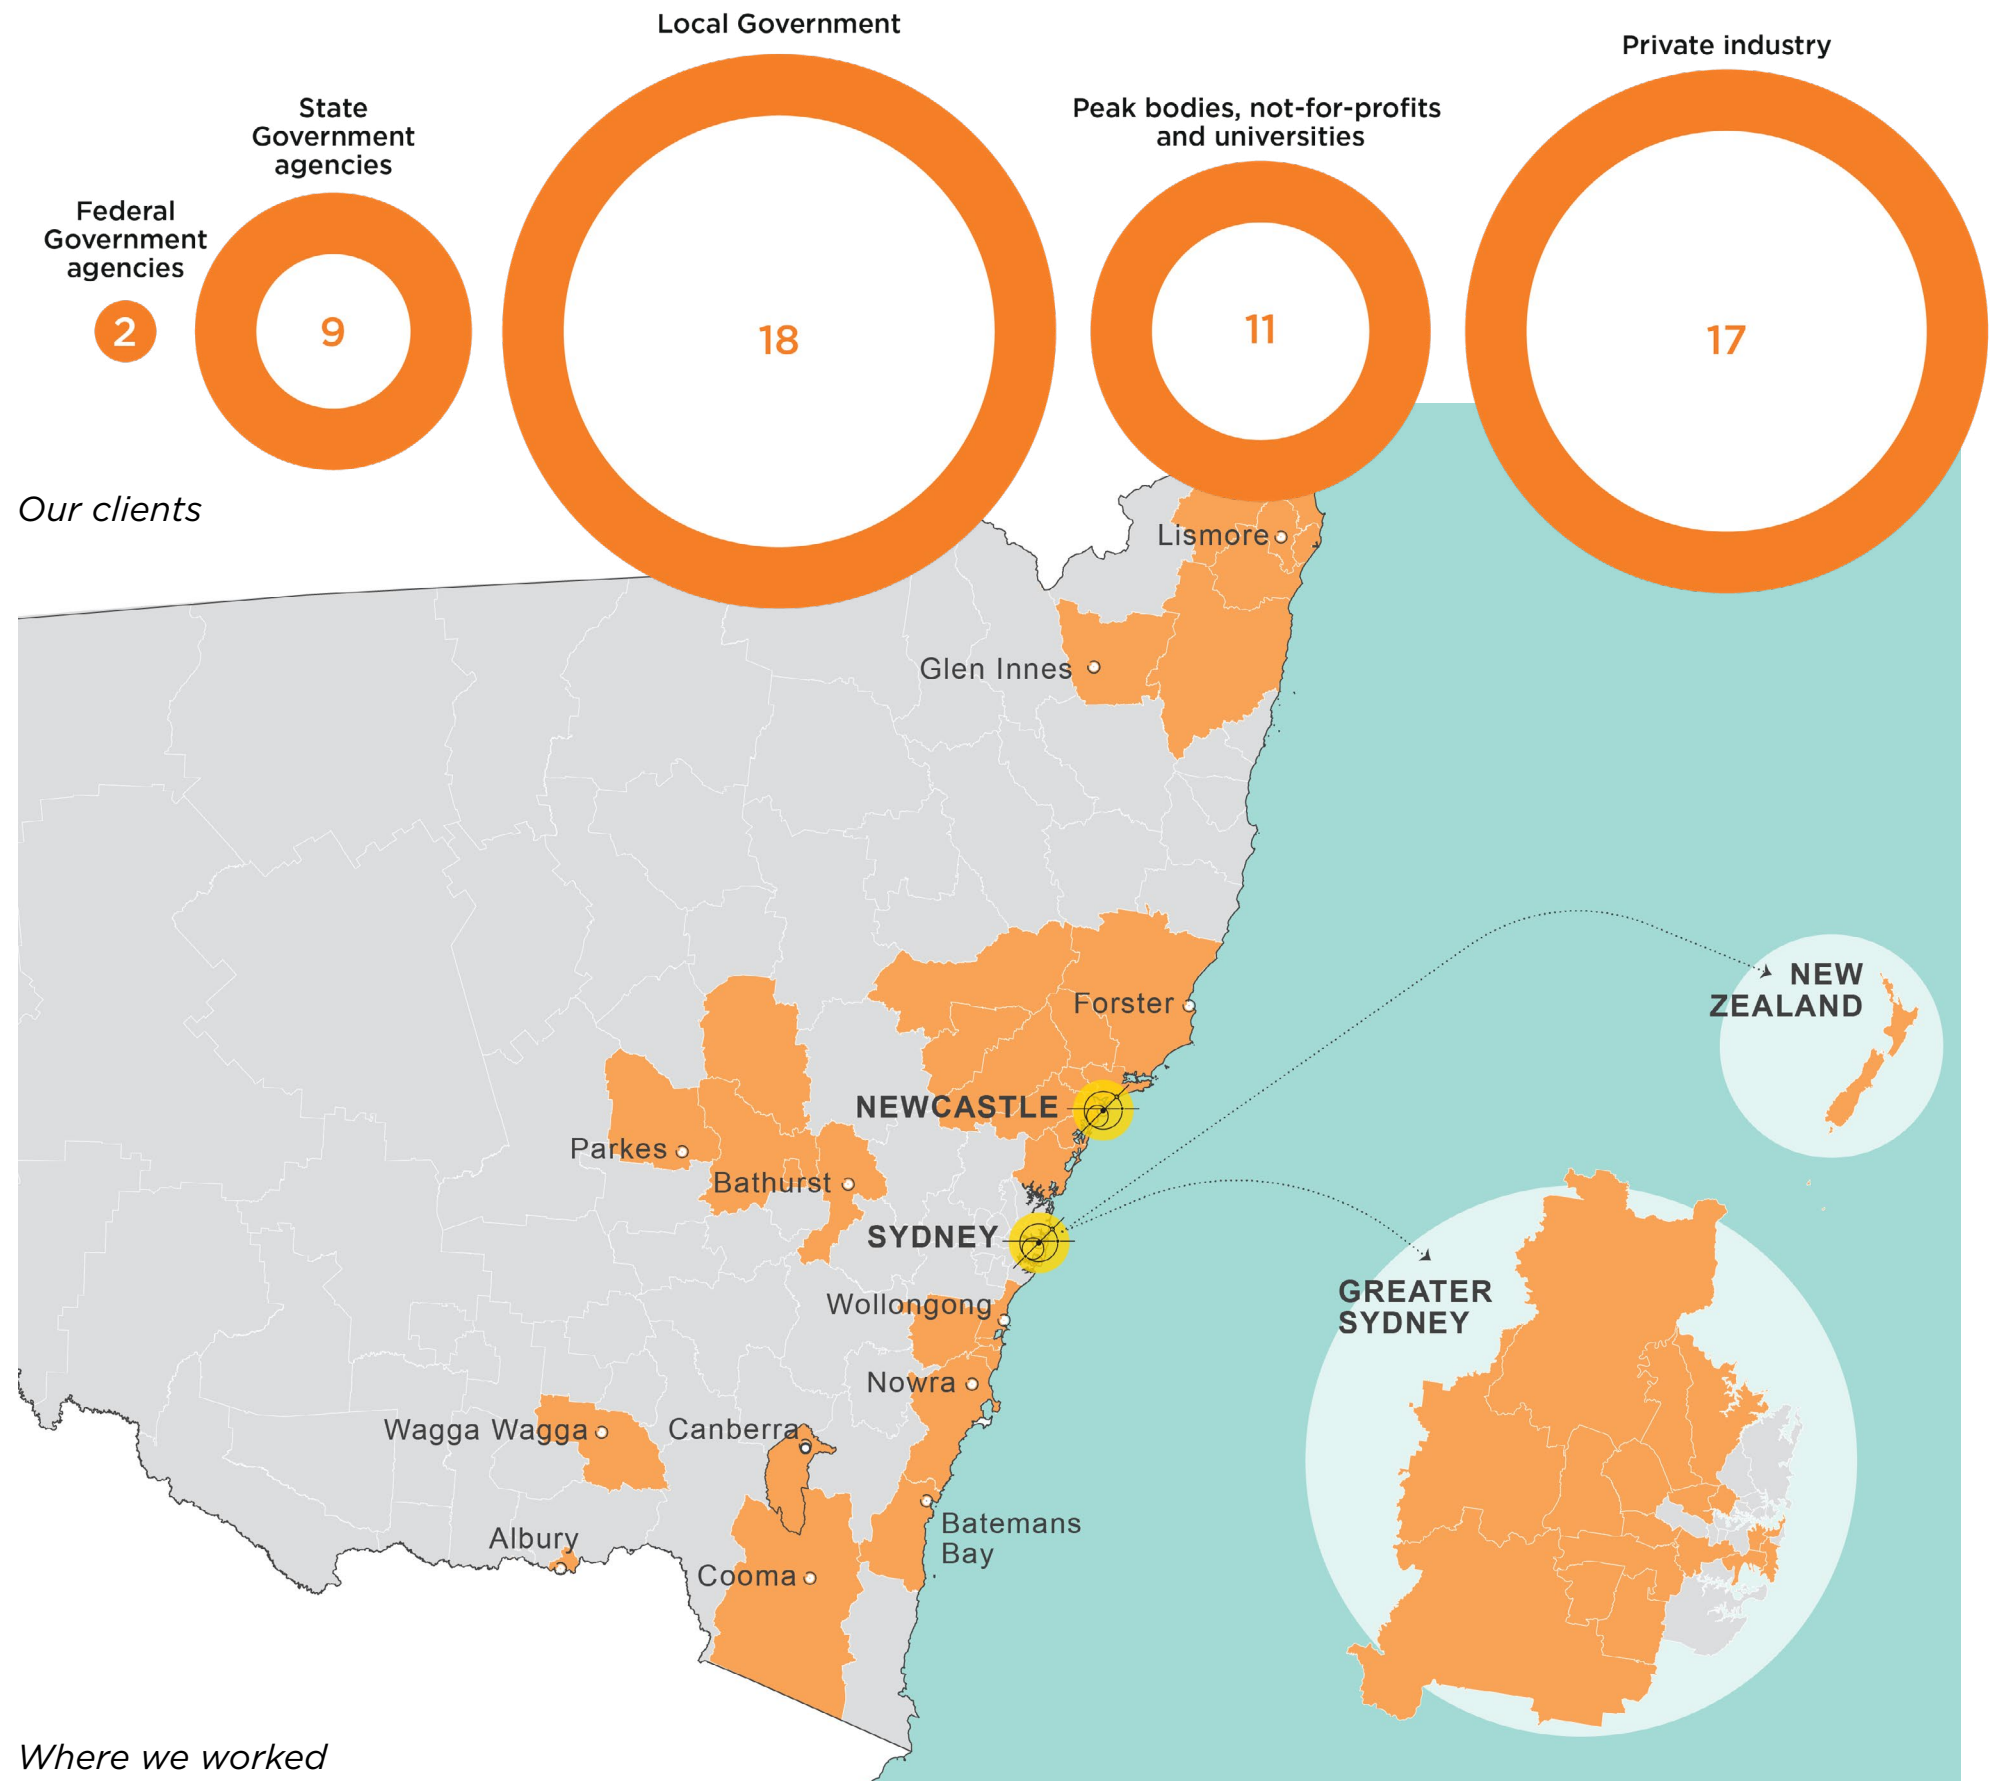 Local Government
Private industry
State
Government
agencies
Peak bodies, not-for-profits
and universities
Federal
Government
agencies
2
9
18
11
17
Our clients
Lismore
Glen Innes
Forster
NEW
ZEALAND
NEWCASTLE
Parkes
Bathurst
SYDNEY
GREATER
SYDNEY
Wollongong
Nowra
Wagga Wagga
Canberra
Batemans
Bay
Albury
Cooma
Where we worked